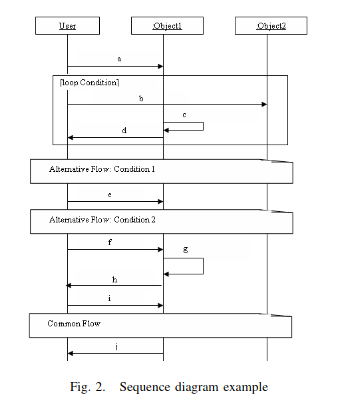 User Object1 Object2
a
[loop Condition]
b
c
d
Alternative Flow: Condition 1
e
Alternative Flow: Condition 2
f
g
h
i
Common Flow
j
Fig. 2. Sequence diagram example